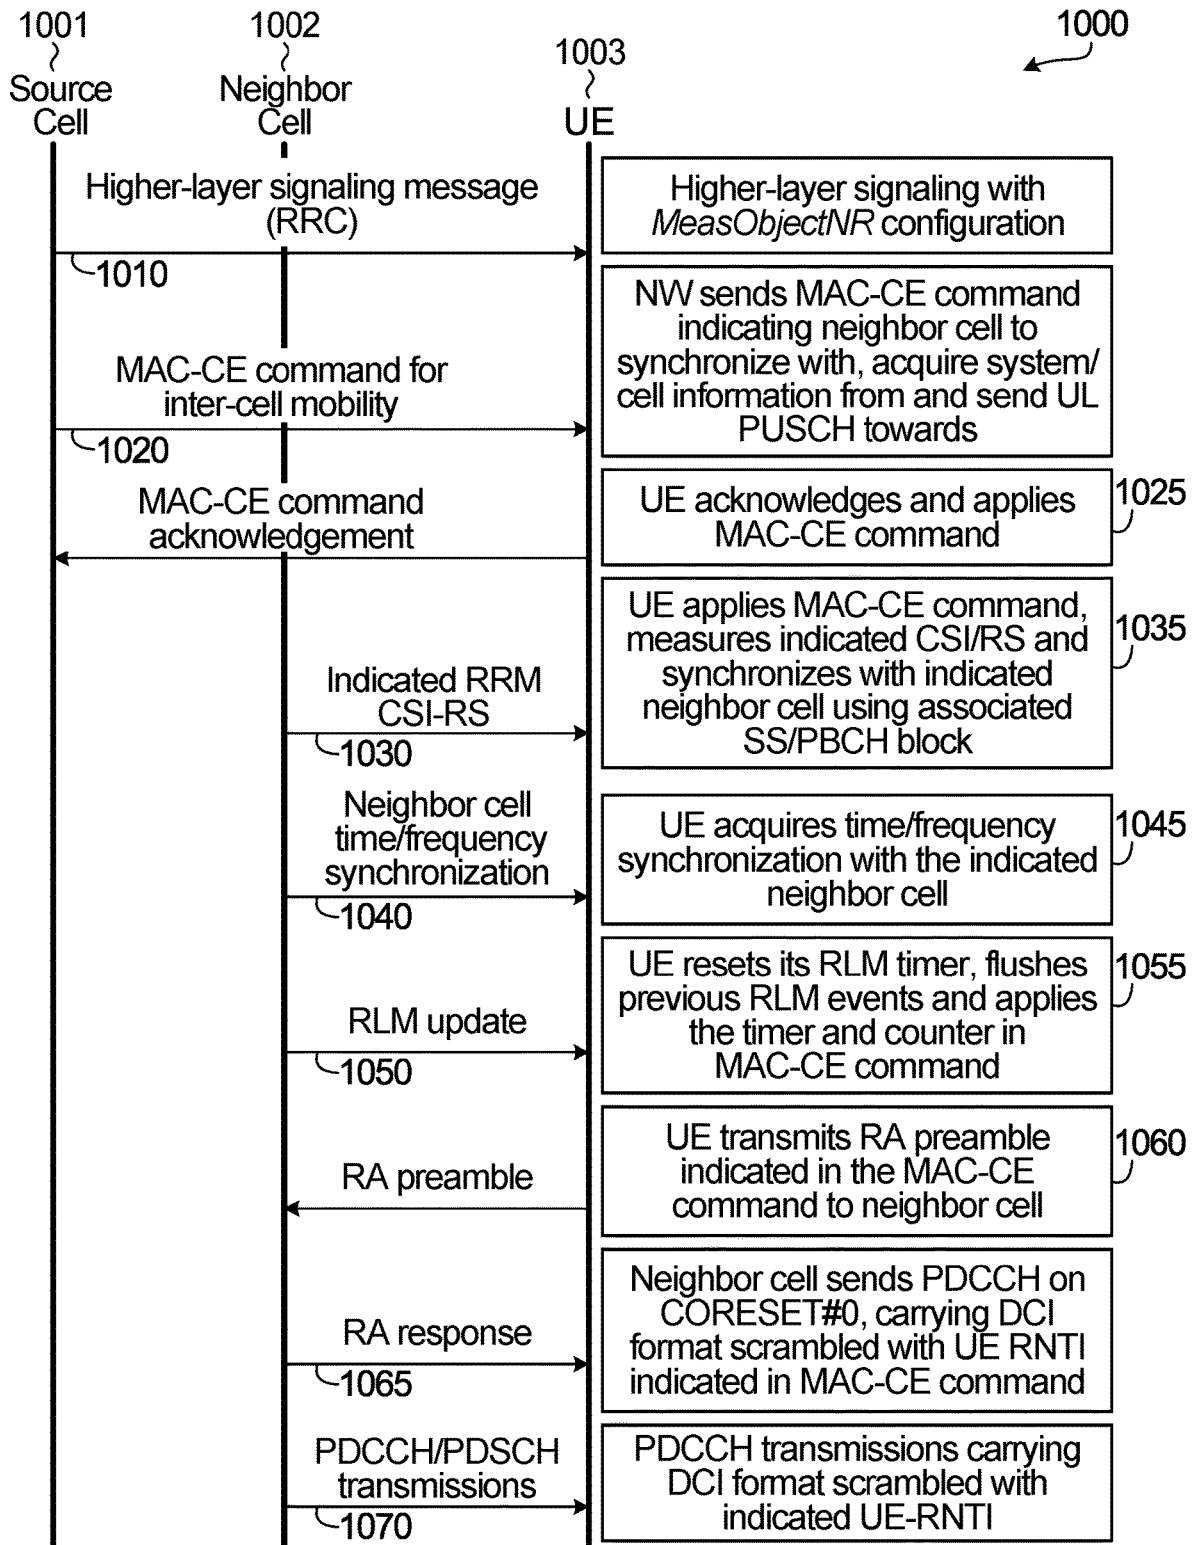 1001
1002
1003
1000
Source
Cell
Neighbor
Cell
UE
Higher-layer signaling message
(RRC)
1010
Higher-layer signaling with
MeasObjectNR configuration
MAC-CE command for
inter-cell mobility
1020
NW sends MAC-CE command
indicating neighbor cell to
synchronize with, acquire system/
cell information from and send UL
PUSCH towards
MAC-CE command
acknowledgement
UE acknowledges and applies
MAC-CE command
1025
Indicated RRM
CSI-RS
1030
UE applies MAC-CE command,
measures indicated CSI/RS and
synchronizes with indicated
neighbor cell using associated
SS/PBCH block
1035
Neighbor cell
time/frequency
synchronization
1040
UE acquires time/frequency
synchronization with the indicated
neighbor cell
1045
RLM update
1050
UE resets its RLM timer, flushes
previous RLM events and applies
the timer and counter in
MAC-CE command
1055
RA preamble
UE transmits RA preamble
indicated in the MAC-CE
command to neighbor cell
1060
RA response
1065
Neighbor cell sends PDCCH on
CORESET#0, carrying DCI
format scrambled with UE RNTI
indicated in MAC-CE command
PDCCH/PDSCH
transmissions
1070
PDCCH transmissions carrying
DCI format scrambled with
indicated UE-RNTI